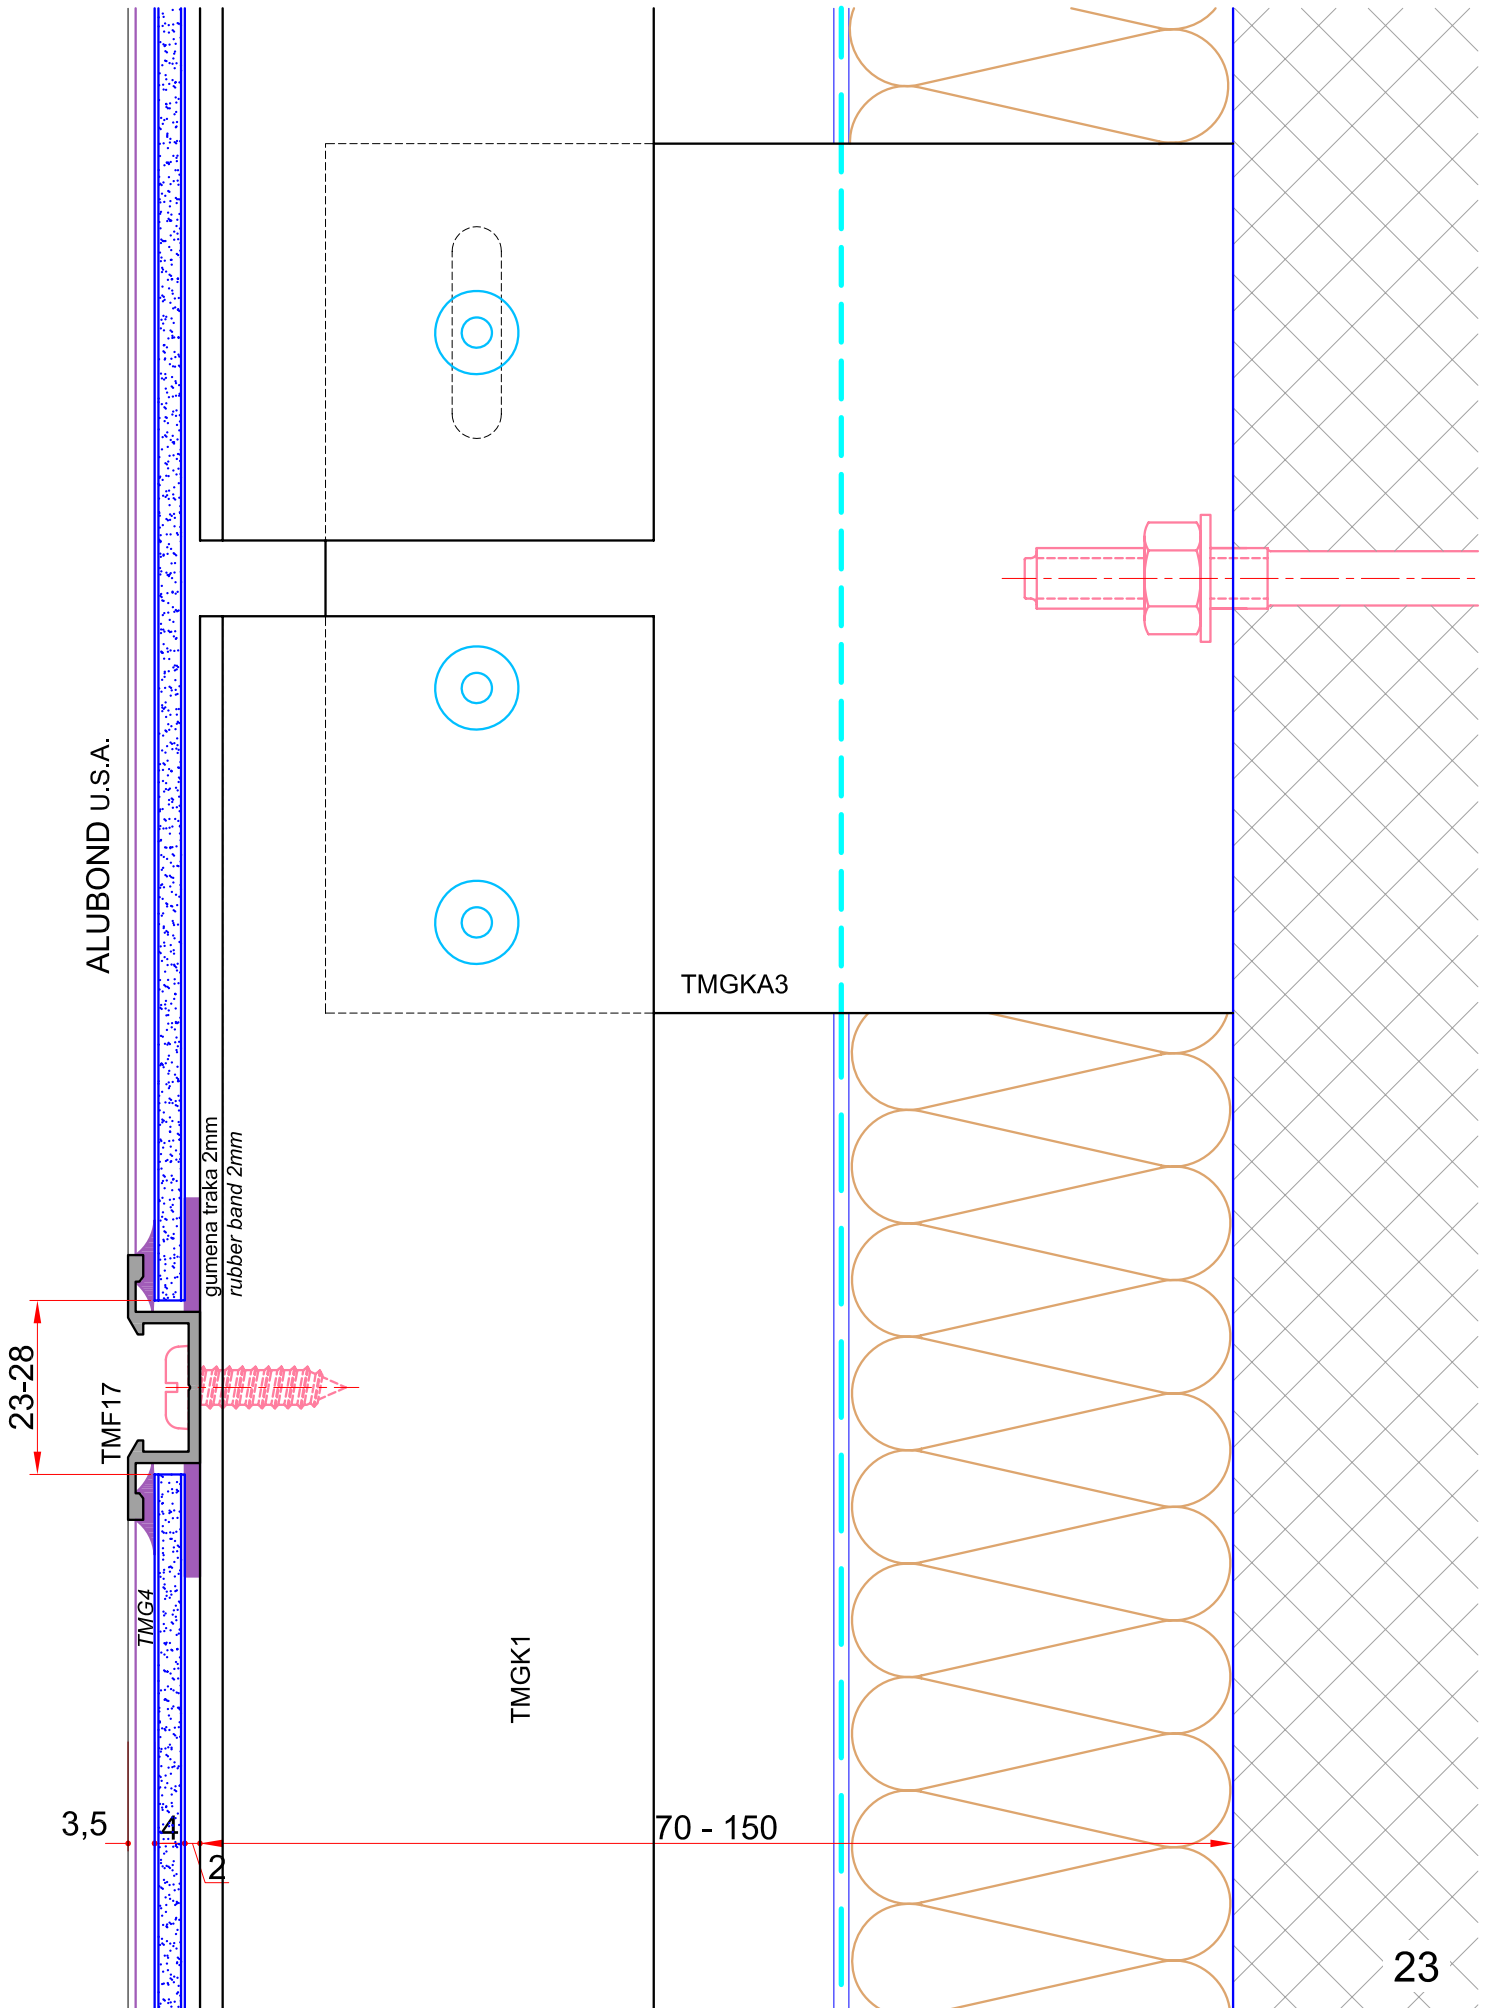 ALUBOND U.S.A.
TMGKA3
gumena traka 2mm
rubber band 2mm
23-28
TMF17
TMG4
TMGK1
3,5
4
2
70 - 150
23